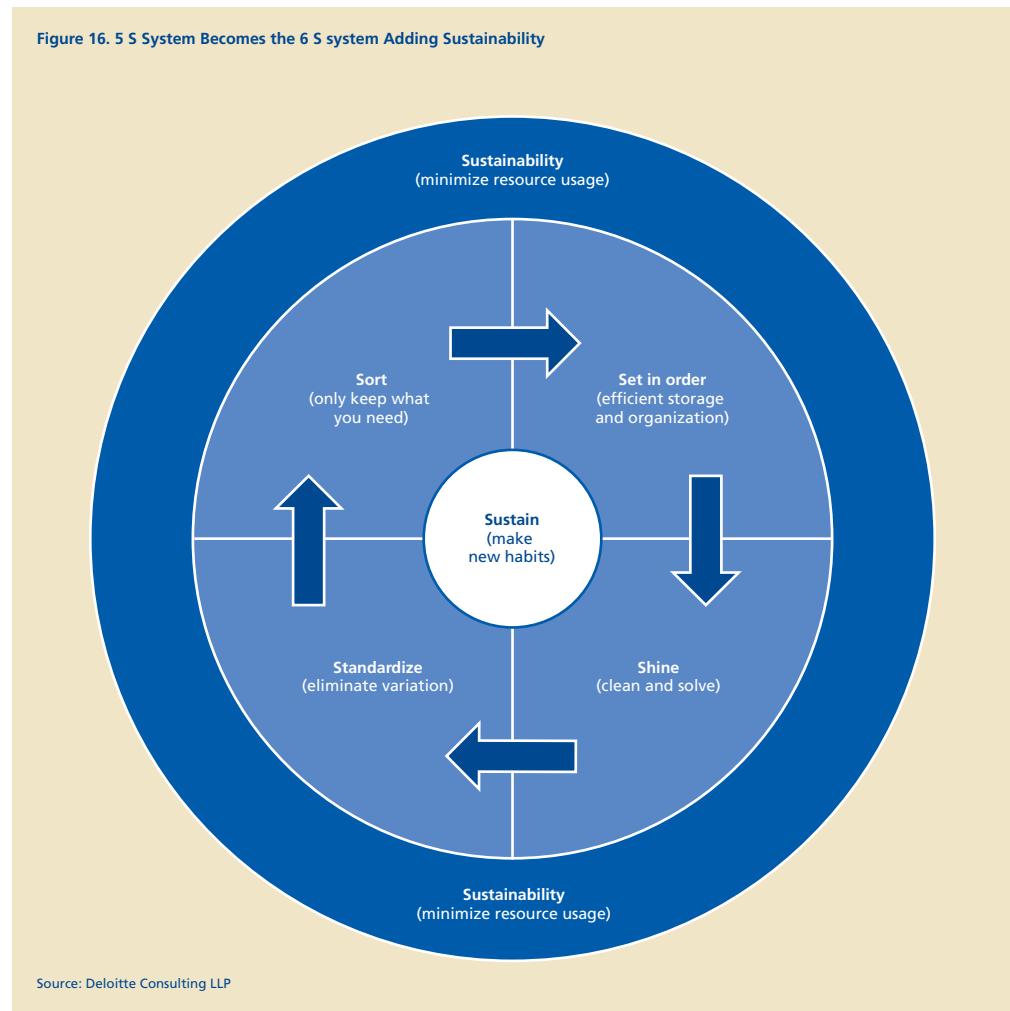 Figure 16. 5 S System Becomes the 6 S system Adding Sustainability
Sustainability
(minimize resource usage)
Sort
(only keep what
you need)
Set in order
(efficient storage
and organization)
Sustain
(make
new habits)
Standardize
(eliminate variation)
Shine
(clean and solve)
Sustainability
(minimize resource usage)
Source: Deloitte Consulting LLP